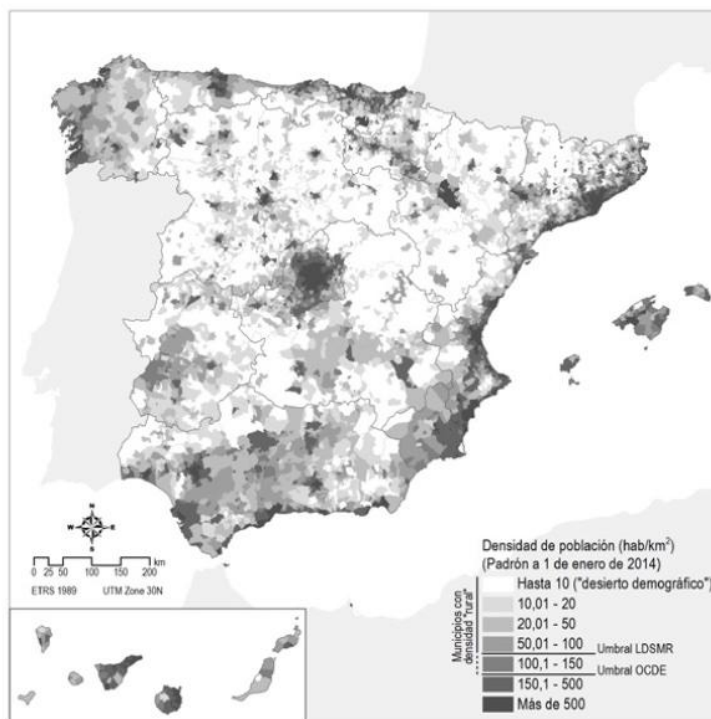 N
W
E
S
0 25 50 100 150 200
km
ETRS 1989 UTM Zone 30N
Densidad de población (hab/km²)
(Padrón a 1 de enero de 2014)
Municipios con
densidad "rural"
Hasta 10 ("desierto demográfico")
10,01 - 20
20,01 - 50
50,01 - 100
Umbral LDSMR
100,1 - 150
Umbral OCDE
150,1 - 500
Más de 500